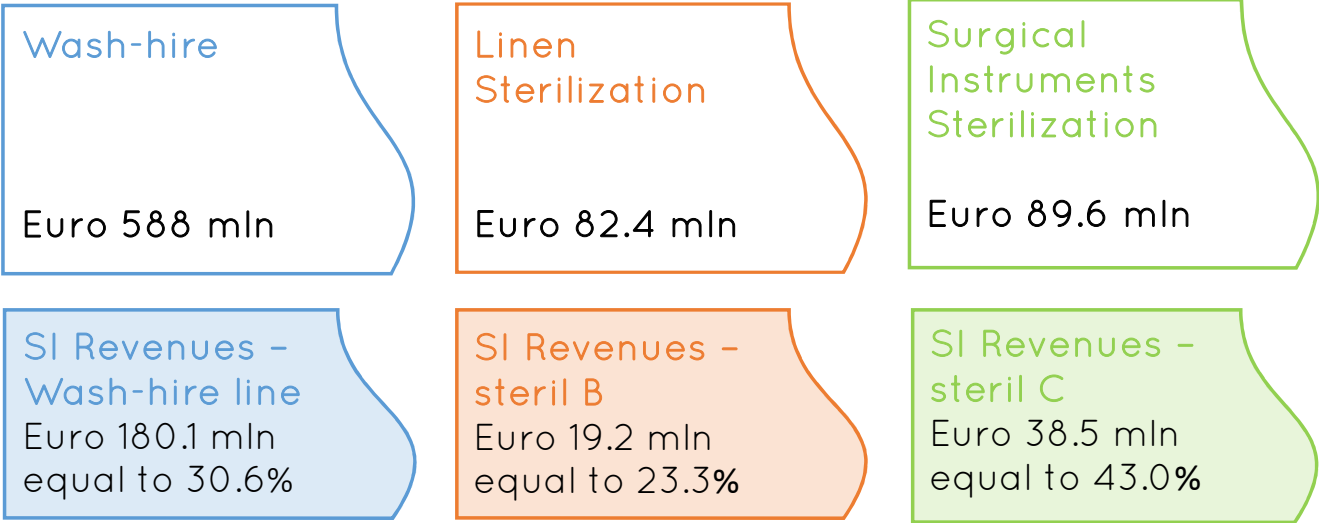 Wash-hire
Euro 588 mln
Linen
Sterilization
Euro 82.4 mln
Surgical
Instruments
Sterilization
Euro 89.6 mln
SI Revenues –
Wash-hire line
Euro 180.1 mln
equal to 30.6%
SI Revenues –
steril B
Euro 19.2 mln
equal to 23.3%
SI Revenues –
steril C
Euro 38.5 mln
equal to 43.0%